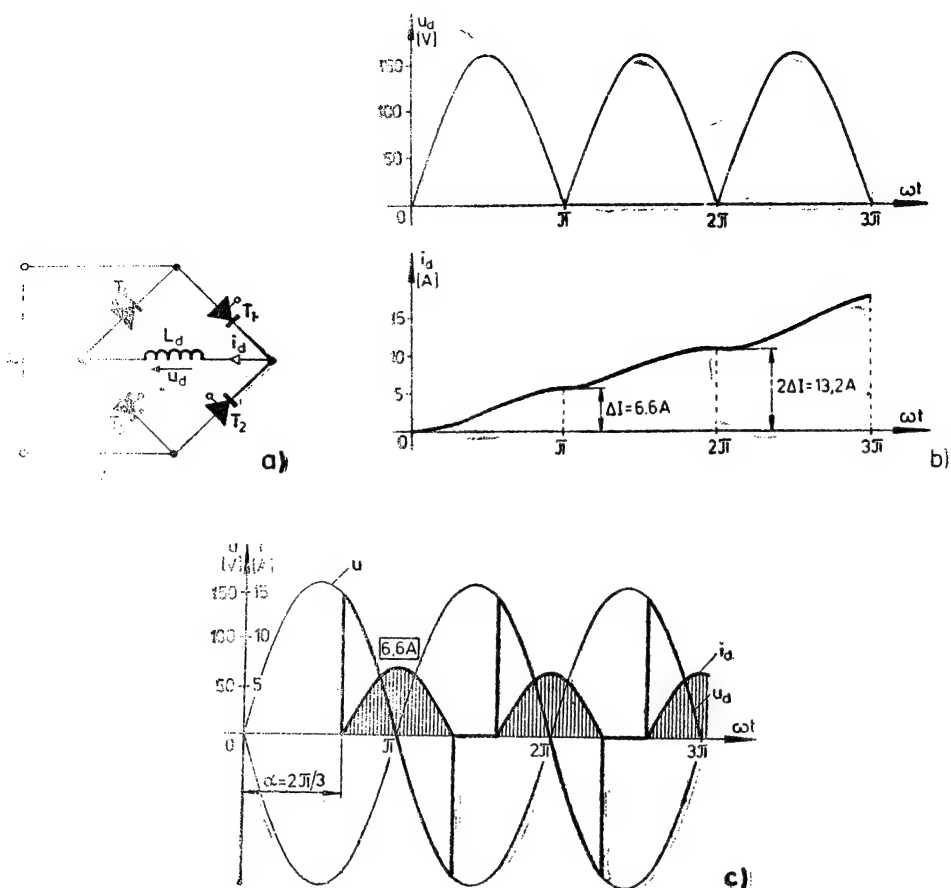 u_d
[V]
150
100
50
0
π
2π
3π
ωt
i_d
[A]
15
10
5
0
ΔI=6.6A
2ΔI=13,2A
π
2π
3π
ωt
b)
T₁
L_d
i_d
u_d
T₂
a)
u
[V] [A]
u
150 15
100 10
50 5
6,6A
i_d
u_d
0
π
2π
3π
ωt
α=2π/3
c)